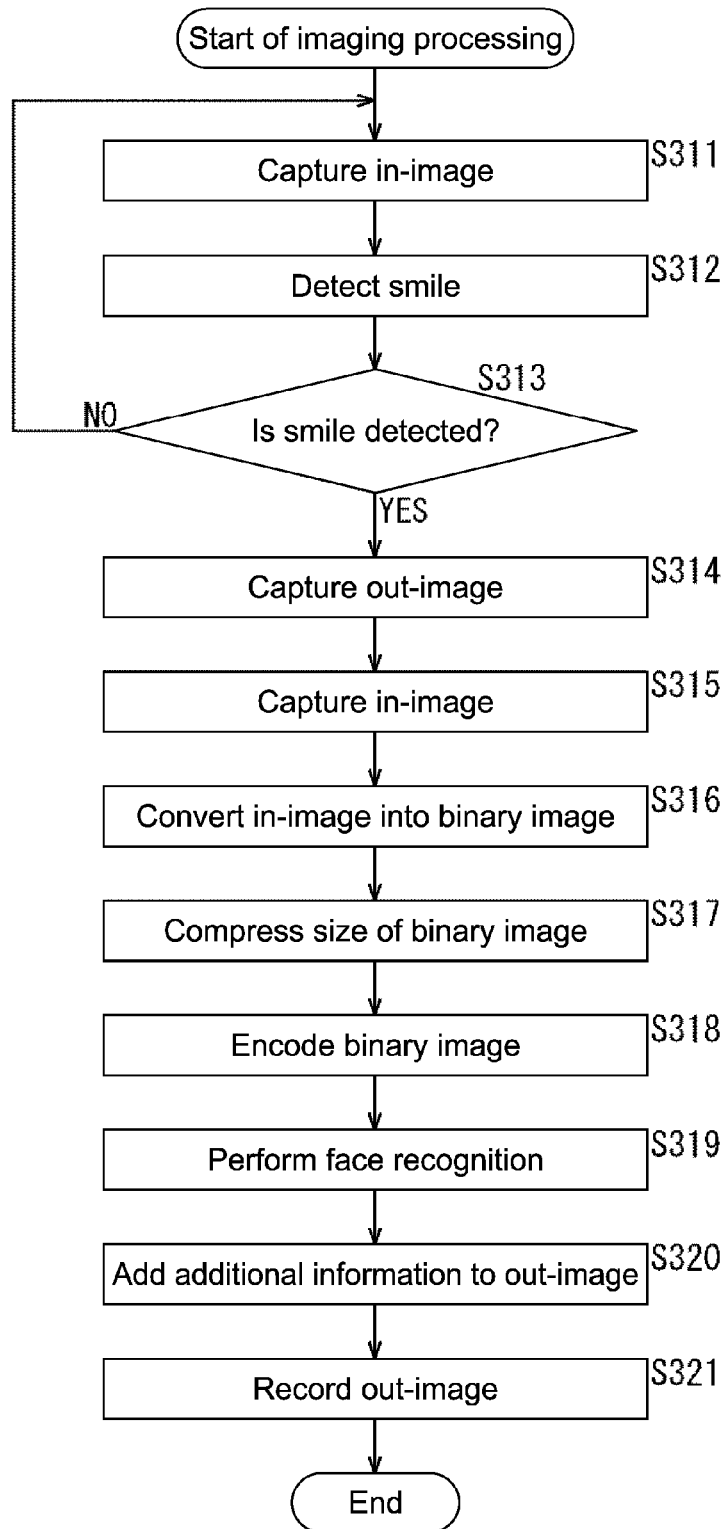 Start of imaging processing
S311
Capture in-image
S312
Detect smile
S313
NO
Is smile detected?
YES
S314
Capture out-image
S315
Capture in-image
S316
Convert in-image into binary image
S317
Compress size of binary image
S318
Encode binary image
S319
Perform face recognition
S320
Add additional information to out-image
S321
Record out-image
End